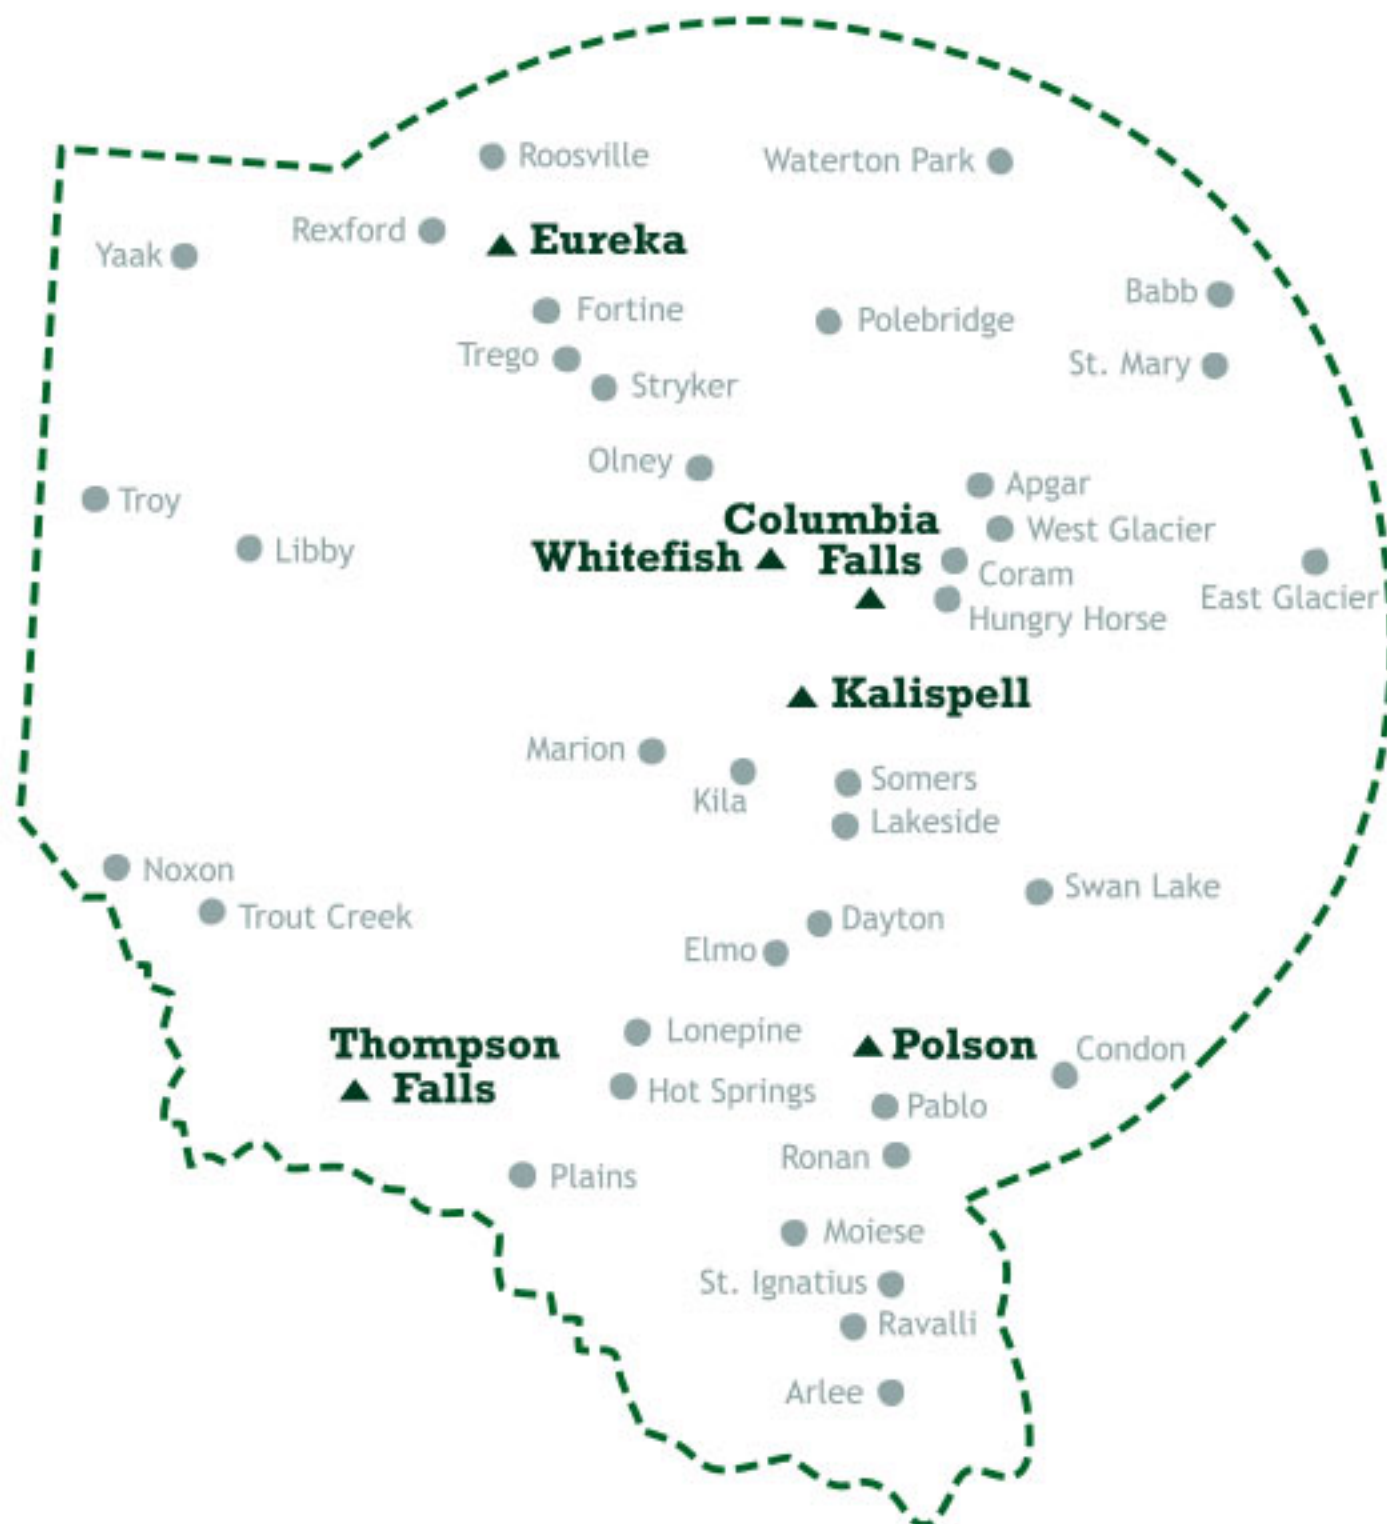 Roosville
Waterton Park
Rexford
Eureka
Yaak
Babb
Fortine
Polebridge
Trego
St. Mary
Stryker
Olney
Apgar
Troy
Columbia
Falls
West Glacier
Whitefish
Libby
Coram
East Glacier
Hungry Horse
Kalispell
Marion
Somers
Kila
Lakeside
Noxon
Swan Lake
Trout Creek
Dayton
Elmo
Lonepine
Thompson
Falls
Polson
Condon
Hot Springs
Pablo
Ronan
Plains
Moiese
St. Ignatius
Ravalli
Arlee